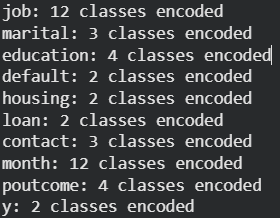 job: 12 classes encoded
marital: 3 classes encoded
education: 4 classes encoded
default: 2 classes encoded
housing: 2 classes encoded
loan: 2 classes encoded
contact: 3 classes encoded
month: 12 classes encoded
poutcome: 4 classes encoded
y: 2 classes encoded